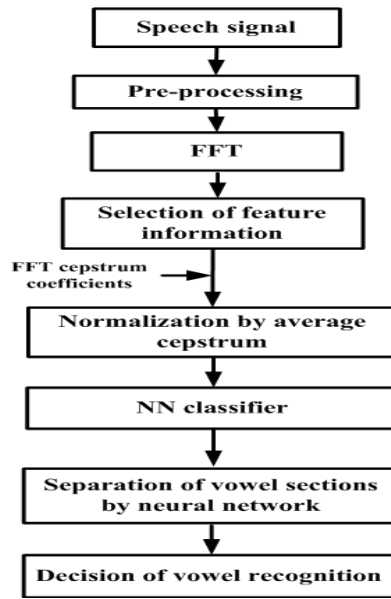 Speech signal
Pre-processing
FFT
Selection of feature
information
FFT cepstrum
coefficients
Normalization by average
cepstrum
NN classifier
Separation of vowel sections
by neural network
Decision of vowel recognition